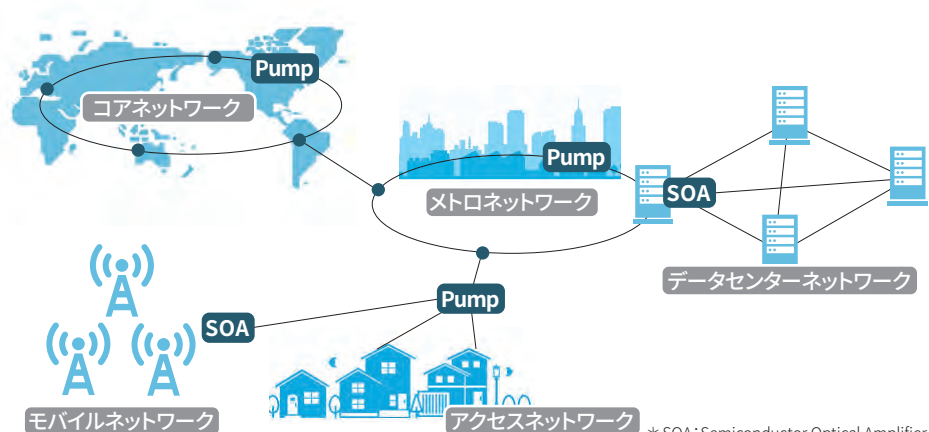 Pump
コアネットワーク
Pump
メトロネットワーク
SOA
データセンターネットワーク
Pump
SOA
モバイルネットワーク
アクセスネットワーク
＊SOA：Semiconductor Optical Amplifier